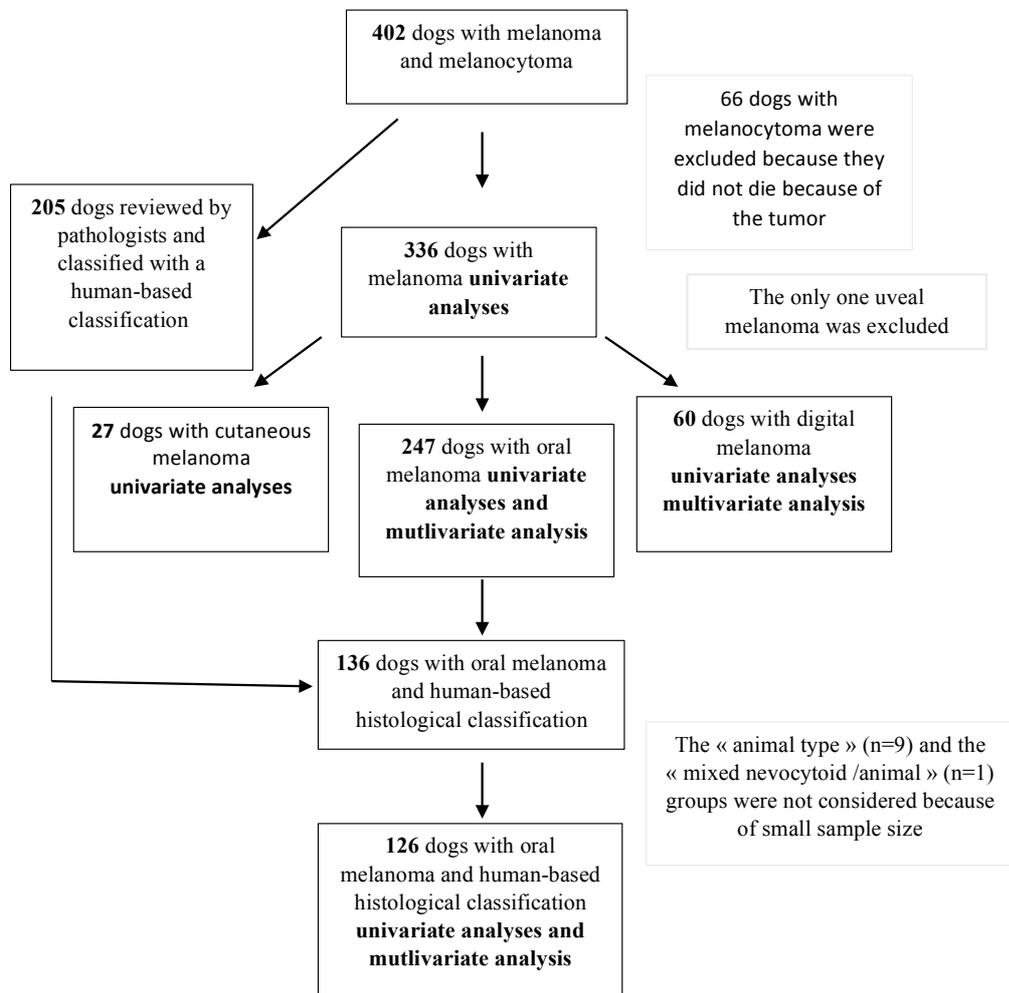 402 dogs with melanoma
and melanocytoma
66 dogs with
melanocytoma were
excluded because they
did not die because of
the tumor
205 dogs reviewed by
pathologists and
classified with a
human-based
classification
336 dogs with
melanoma univariate
analyses
The only one uveal
melanoma was excluded
27 dogs with cutaneous
melanoma
univariate analyses
247 dogs with oral
melanoma univariate
analyses and
mutlivariate analysis
60 dogs with digital
melanoma
univariate analyses
multivariate analysis
136 dogs with oral melanoma
and human-based
histological classification
The « animal type » (n=9) and the
« mixed nevocytoid /animal » (n=1)
groups were not considered because
of small sample size
126 dogs with oral
melanoma and human-based
histological classification
univariate analyses and
mutlivariate analysis